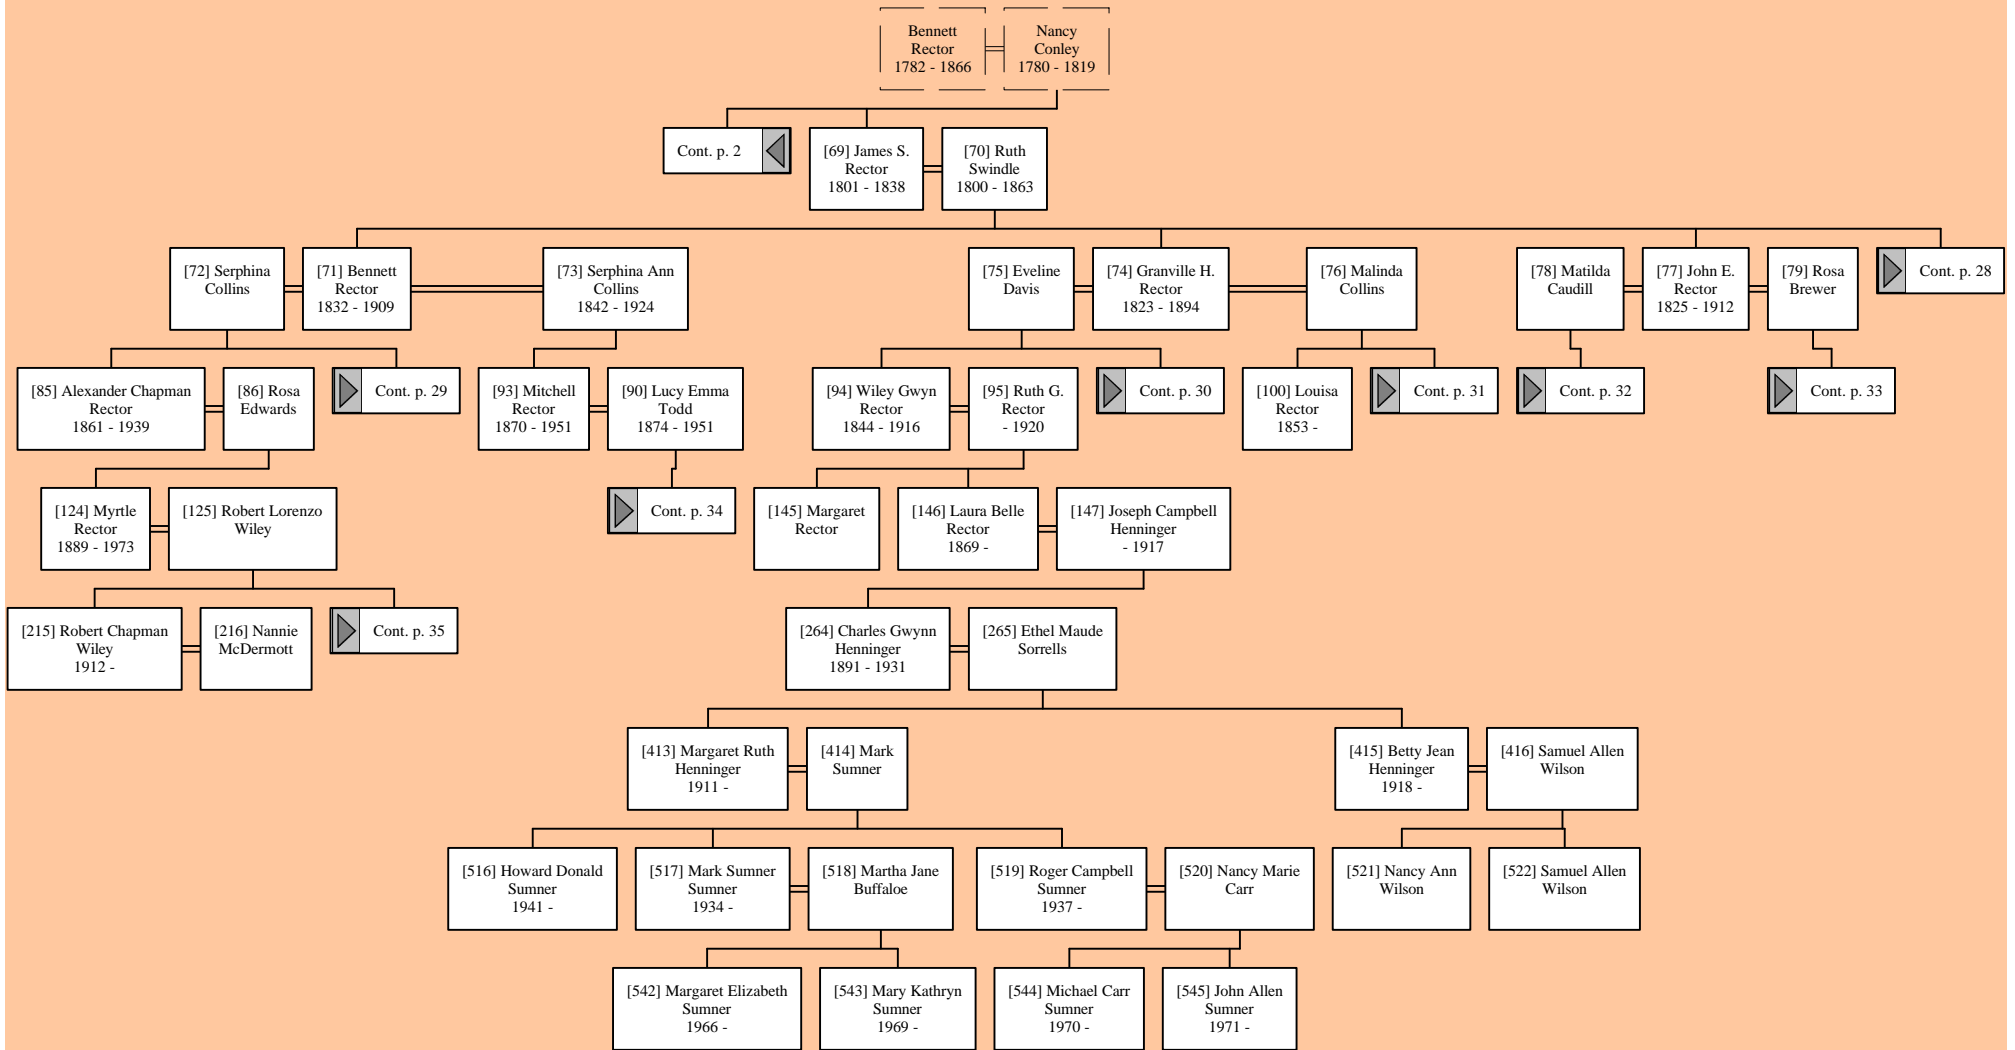 Bennett
Rector
1782 - 1866
Nancy
Conley
1780 - 1819
Cont. p. 2
[69] James S.
Rector
1801 - 1838
[70] Ruth
Swindle
1800 - 1863
[72] Serphina
Collins
[71] Bennett
Rector
1832 - 1909
[73] Serphina Ann
Collins
1842 - 1924
[75] Eveline
Davis
[74] Granville H.
Rector
1823 - 1894
[76] Malinda
Collins
[78] Matilda
Caudill
[77] John E.
Rector
1825 - 1912
[79] Rosa
Brewer
Cont. p. 28
[85] Alexander Chapman
Rector
1861 - 1939
[86] Rosa
Edwards
Cont. p. 29
[93] Mitchell
Rector
1870 - 1951
[90] Lucy Emma
Todd
1874 - 1951
[94] Wiley Gwyn
Rector
1844 - 1916
[95] Ruth G.
Rector
- 1920
Cont. p. 30
[100] Louisa
Rector
1853 -
Cont. p. 31
Cont. p. 32
Cont. p. 33
[124] Myrtle
Rector
1889 - 1973
[125] Robert Lorenzo
Wiley
Cont. p. 34
[145] Margaret
Rector
[146] Laura Belle
Rector
1869 -
[147] Joseph Campbell
Henninger
- 1917
[215] Robert Chapman
Wiley
1912 -
[216] Nannie
McDermott
Cont. p. 35
[264] Charles Gwynn
Henninger
1891 - 1931
[265] Ethel Maude
Sorrells
[413] Margaret Ruth
Henninger
1911 -
[414] Mark
Sumner
[415] Betty Jean
Henninger
1918 -
[416] Samuel Allen
Wilson
[516] Howard Donald
Sumner
1941 -
[517] Mark Sumner
Sumner
1934 -
[518] Martha Jane
Buffaloe
[519] Roger Campbell
Sumner
1937 -
[520] Nancy Marie
Carr
[521] Nancy Ann
Wilson
[522] Samuel Allen
Wilson
[542] Margaret Elizabeth
Sumner
1966 -
[543] Mary Kathryn
Sumner
1969 -
[544] Michael Carr
Sumner
1970 -
[545] John Allen
Sumner
1971 -